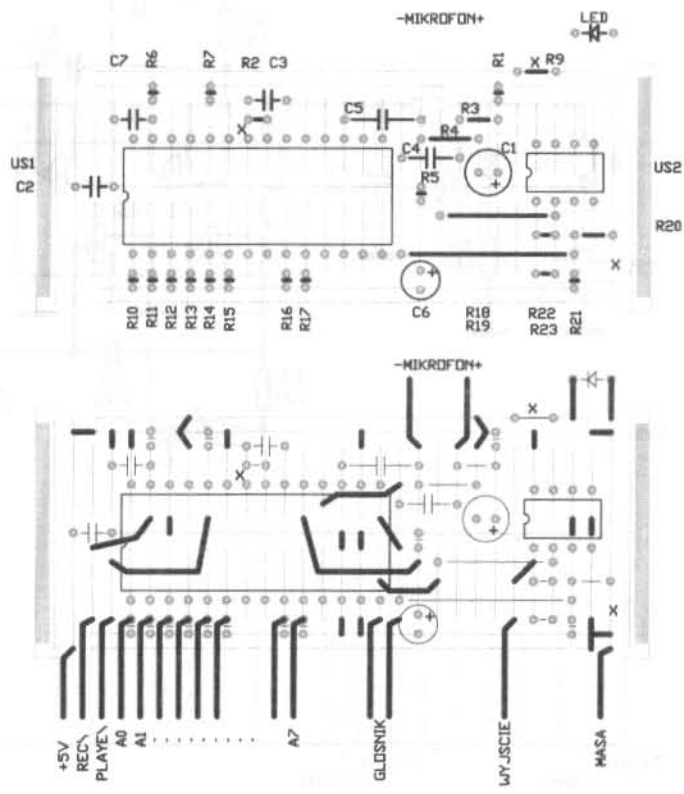 -MIKROFON+
LED
C7 R6 R7 R2 C3 R1 X R9
C5 R3
X R4
C4 C1
US1 US2
C2 R5
+
R20
+ X
R10 R11 R12 R13 R14 R15 R16 R17 C6 R18 R22 R21
R19 R23
-MIKROFON+
X
X
+
X
+
+5V REC\ PLAYE\ A0 A1 - - - - - - - - A7 GLOSNIK WYJSCIE MASA